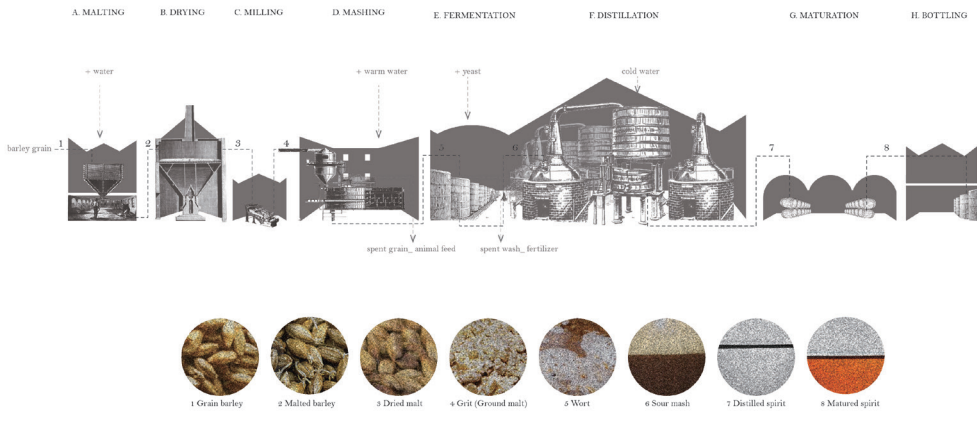 A. MALTING
B. DRYING
C. MILLING
D. MASHING
E. FERMENTATION
F. DISTILLATION
G. MATURATION
H. BOTTLING
+ water
+ warm water
+ yeast
cold water
barley grain
1
2
3
4
5
6
7
8
spent grain_ animal feed
spent wash_ fertilizer
1 Grain barley
2 Malted barley
3 Dried malt
4 Grit (Ground malt)
5 Wort
6 Sour mash
7 Distilled spirit
8 Matured spirit